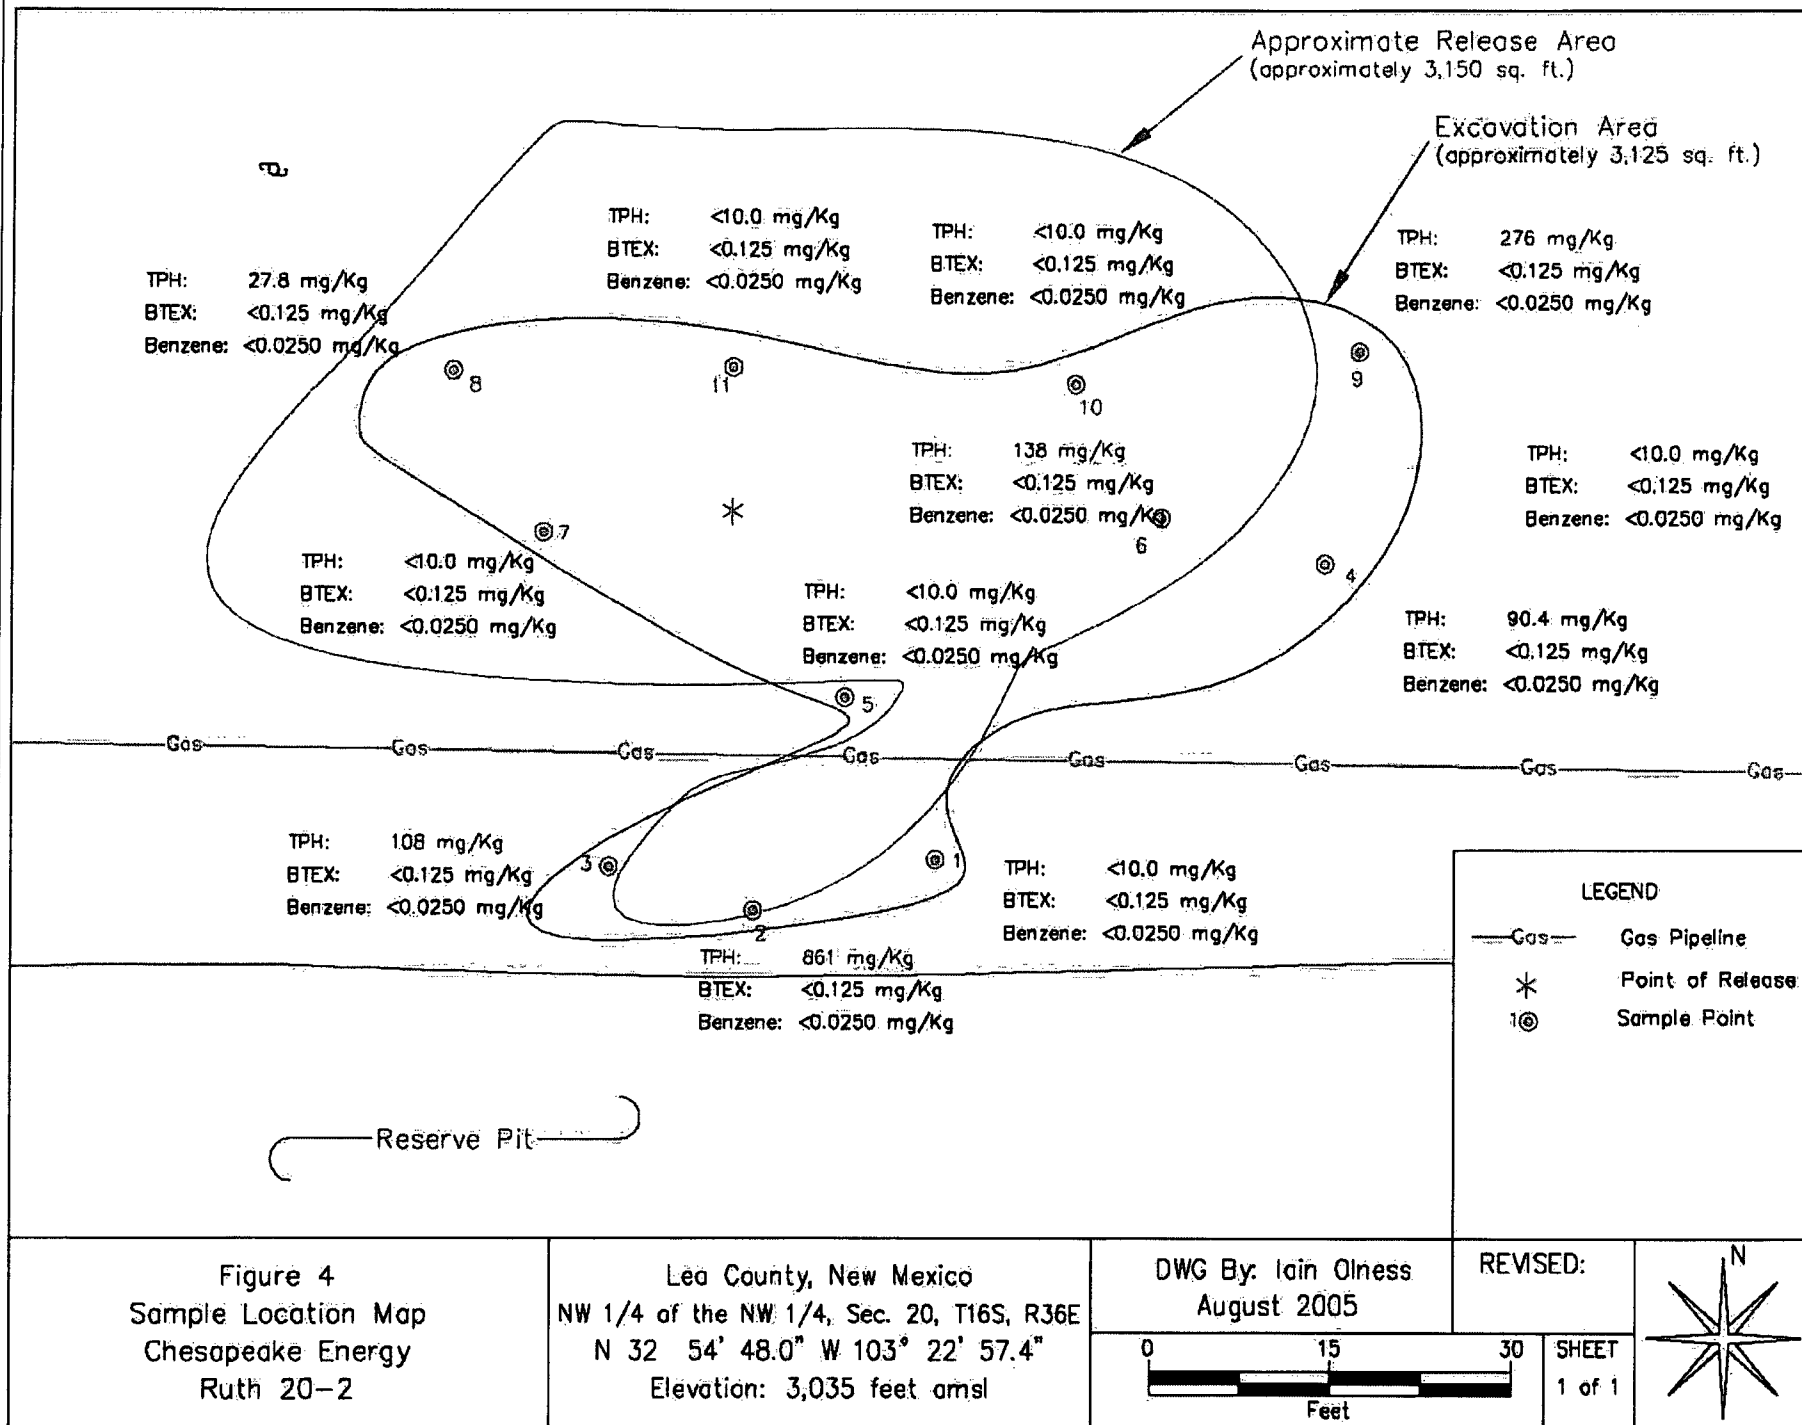 Approximate Release Area
(approximately 3,150 sq. ft.)
Excavation Area
(approximately 3,125 sq. ft.)
TPH: <10.0 mg/Kg
BTEX: <0.125 mg/Kg
Benzene: <0.0250 mg/Kg
TPH: <10.0 mg/Kg
BTEX: <0.125 mg/Kg
Benzene: <0.0250 mg/Kg
TPH: 276 mg/Kg
BTEX: <0.125 mg/Kg
Benzene: <0.0250 mg/Kg
TPH: 27.8 mg/Kg
BTEX: <0.125 mg/Kg
Benzene: <0.0250 mg/Kg
8
11
10
9
TPH: 138 mg/Kg
BTEX: <0.125 mg/Kg
Benzene: <0.0250 mg/Kg
6
TPH: <10.0 mg/Kg
BTEX: <0.125 mg/Kg
Benzene: <0.0250 mg/Kg
7
4
TPH: <10.0 mg/Kg
BTEX: <0.125 mg/Kg
Benzene: <0.0250 mg/Kg
TPH: <10.0 mg/Kg
BTEX: <0.125 mg/Kg
Benzene: <0.0250 mg/Kg
TPH: 90.4 mg/Kg
BTEX: <0.125 mg/Kg
Benzene: <0.0250 mg/Kg
5
Gas Gas Gas Gas Gas Gas Gas Gas
TPH: 108 mg/Kg
BTEX: <0.125 mg/Kg
Benzene: <0.0250 mg/Kg
3
1
2
TPH: <10.0 mg/Kg
BTEX: <0.125 mg/Kg
Benzene: <0.0250 mg/Kg
TPH: 861 mg/Kg
BTEX: <0.125 mg/Kg
Benzene: <0.0250 mg/Kg
LEGEND
Gas Gas Pipeline
Point of Release
1 Sample Point
Reserve Pit
Figure 4
Sample Location Map
Chesapeake Energy
Ruth 20-2
Lea County, New Mexico
NW 1/4 of the NW 1/4, Sec. 20, T16S, R36E
N 32 54' 48.0" W 103° 22' 57.4"
Elevation: 3,035 feet amsl
DWG By: Iain Olness
August 2005
REVISED:
0 15 30
Feet
SHEET
1 of 1
N